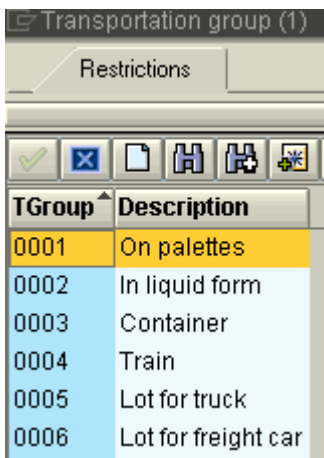 Transportation group (1)
Restrictions
TGroup Description
0001 On palettes
0002 In liquid form
0003 Container
0004 Train
0005 Lot for truck
0006 Lot for freight car